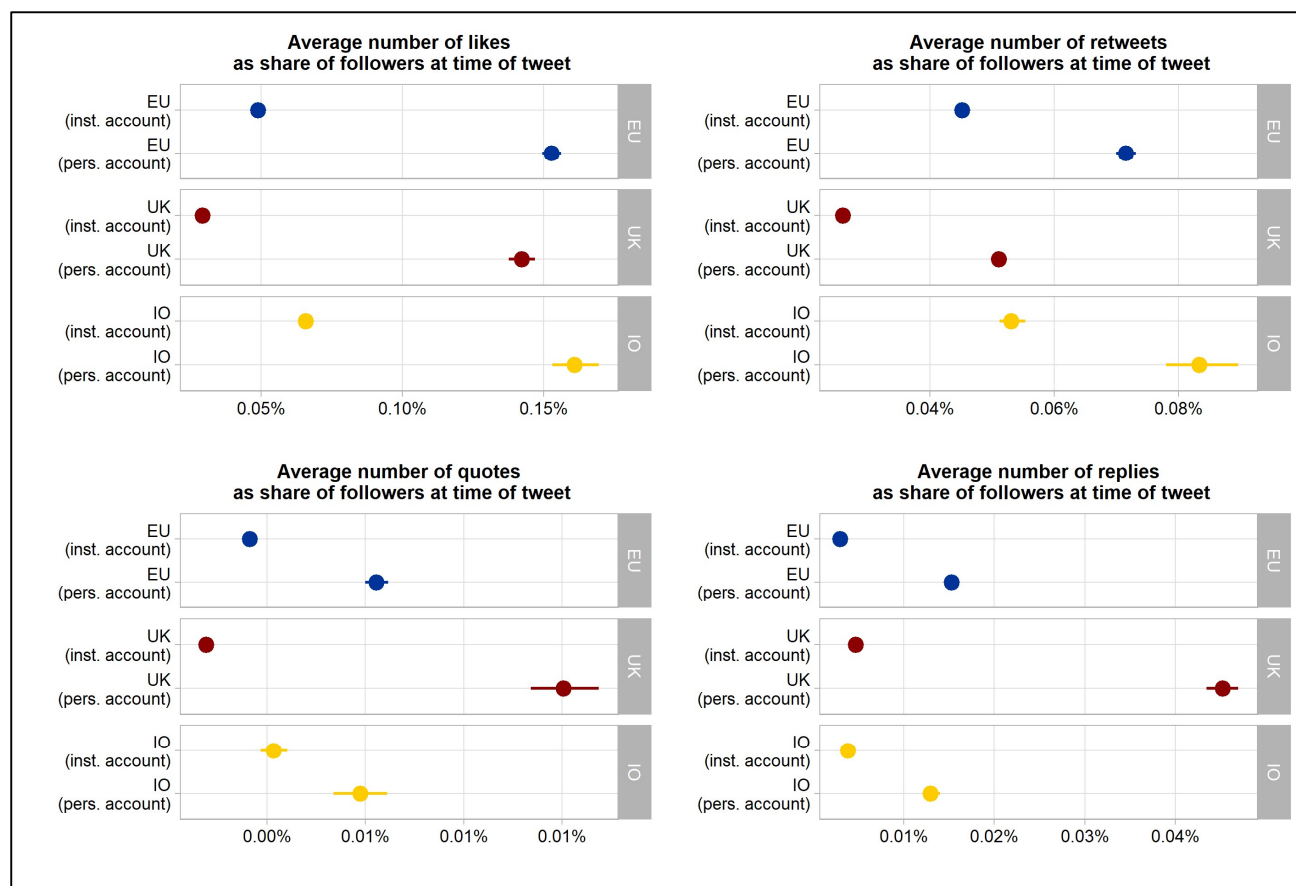 Average number of likes
as share of followers at time of tweet
EU
(inst. account)
EU
(pers. account)
EU
UK
(inst. account)
UK
(pers. account)
UK
IO
(inst. account)
IO
(pers. account)
IO
0.05%
0.10%
0.15%
Average number of retweets
as share of followers at time of tweet
EU
(inst. account)
EU
(pers. account)
EU
UK
(inst. account)
UK
(pers. account)
UK
IO
(inst. account)
IO
(pers. account)
IO
0.04%
0.06%
0.08%
Average number of quotes
as share of followers at time of tweet
EU
(inst. account)
EU
(pers. account)
EU
UK
(inst. account)
UK
(pers. account)
UK
IO
(inst. account)
IO
(pers. account)
IO
0.00%
0.01%
0.01%
0.01%
Average number of replies
as share of followers at time of tweet
EU
(inst. account)
EU
(pers. account)
EU
UK
(inst. account)
UK
(pers. account)
UK
IO
(inst. account)
IO
(pers. account)
IO
0.01%
0.02%
0.03%
0.04%